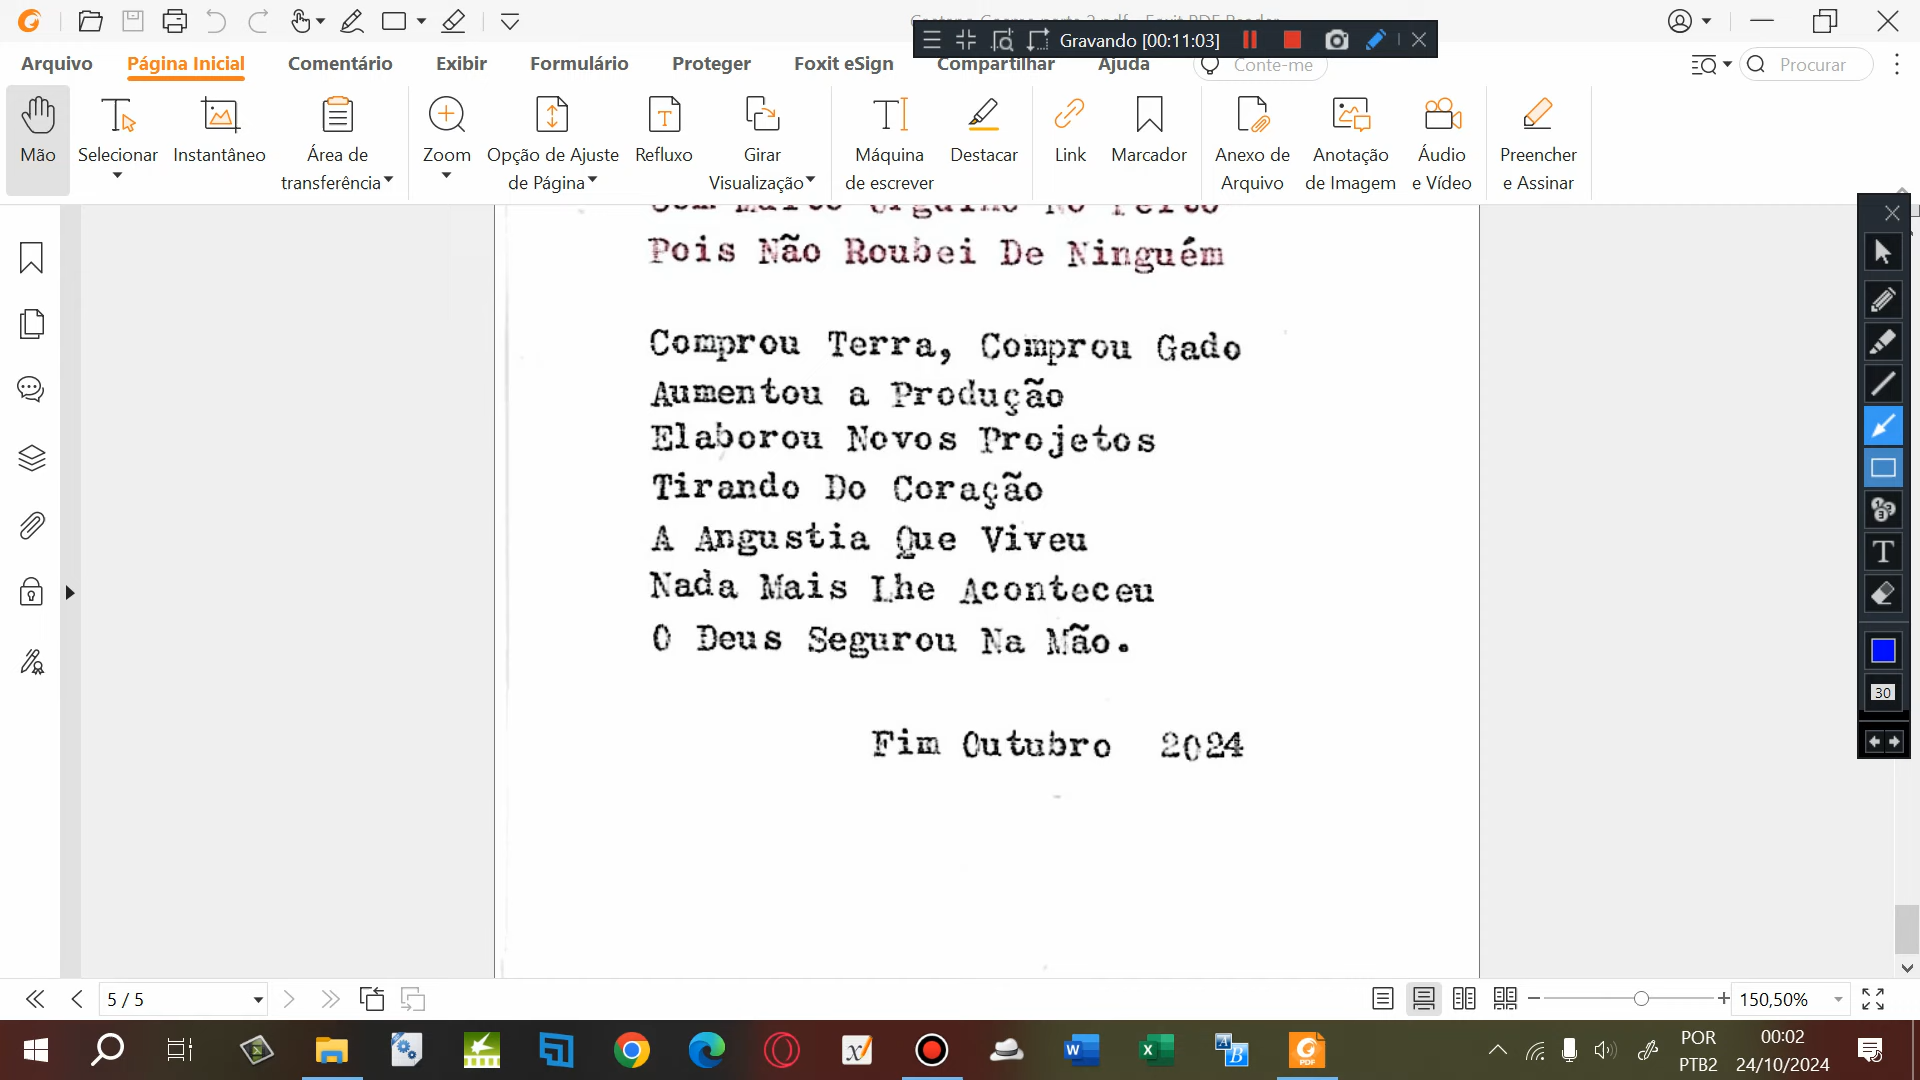 Gravando [00:11:03]
Arquivo Página Inicial Comentário Exibir Formulário Proteger Foxit eSign Compartilhar Ajuda Conte-me Procurar
Mão Selecionar Instantâneo Área de transferência Zoom Opção de Ajuste de Página Refluxo Girar Visualização Máquina de escrever Destacar Link Marcador Anexo de Arquivo Anotação de Imagem Áudio e Vídeo Preencher e Assinar
Pois Não Roubei De Ninguém
Comprou Terra, Comprou Gado
Aumentou a Produção
Elaborou Novos Projetos
Tirando Do Coração
A Angustia Que Viveu
Nada Mais Lhe Aconteceu
O Deus Segurou Na Mão.
Fim Outubro 2024
30
5 / 5
150,50%
POR
PTB2
00:02
24/10/2024